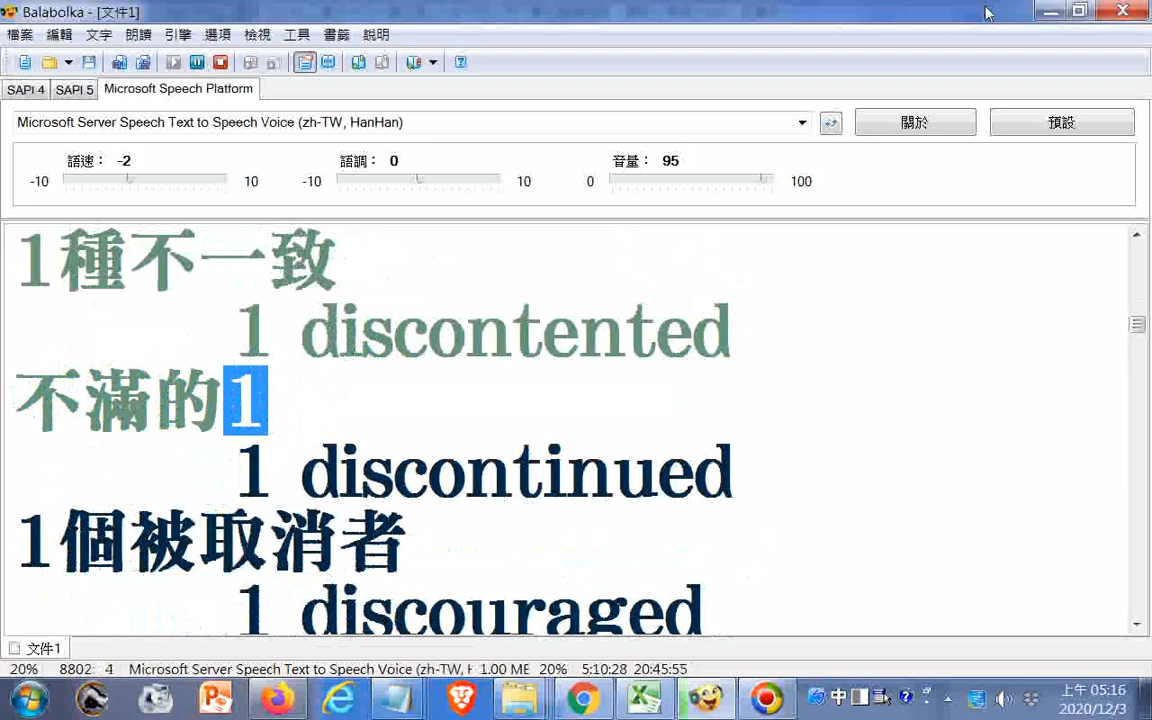 Balabolka - [文件1]
檔案 編輯 文字 朗讀 引擎 選項 檢視 工具 書籤 說明
SAPI 4 SAPI 5 Microsoft Speech Platform
Microsoft Server Speech Text to Speech Voice (zh-TW, HanHan) 關於 預設
語速： -2 語調： 0 音量： 95
-10 10 -10 10 0 100
1種不一致
1 discontented
不滿的1
1 discontinued
1個被取消者
1 discouraged
文件1
20% 8802: 4 Microsoft Server Speech Text to Speech Voice (zh-TW, 1.00 ME 20% 5:10:28 20:45:55
中 上午 05:16
2020/12/3